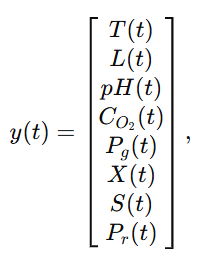 T(t)
L(t)
pH(t)
C_{O_2}(t)
y(t) = P_g(t) ,
X(t)
S(t)
P_r(t)